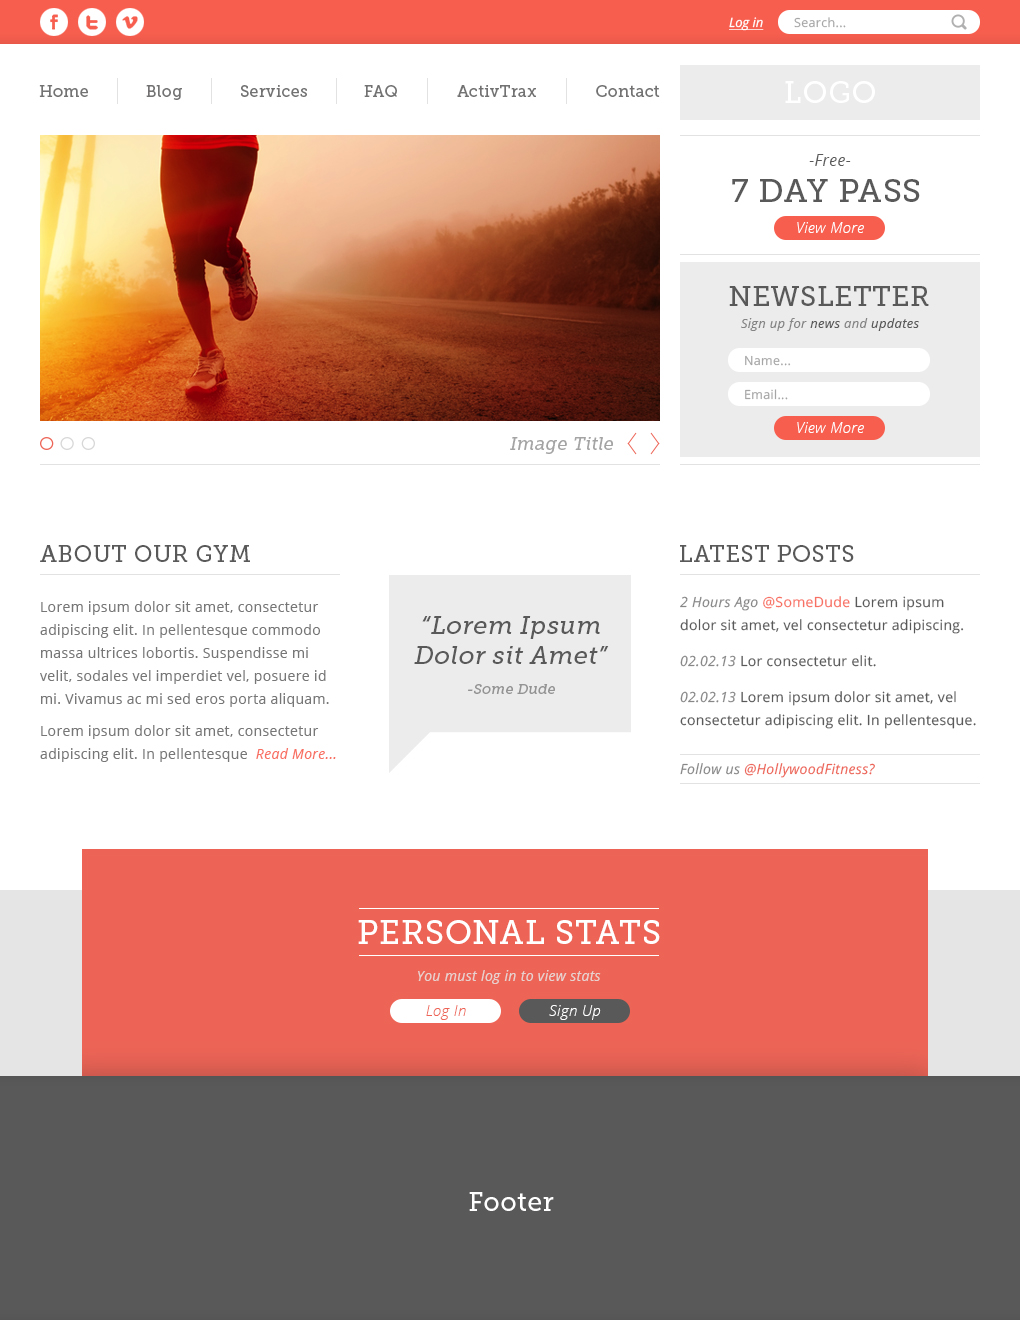 Log in
Search...
Home
Blog
Services
FAQ
ActivTrax
Contact
LOGO
-Free-
7 DAY PASS
View More
NEWSLETTER
Sign up for news and updates
Name...
Email...
View More
Image Title
ABOUT OUR GYM
Lorem ipsum dolor sit amet, consectetur
adipiscing elit. In pellentesque commodo
massa ultrices lobortis. Suspendisse mi
velit, sodales vel imperdiet vel, posuere id
mi. Vivamus ac mi sed eros porta aliquam.
Lorem ipsum dolor sit amet, consectetur
adipiscing elit. In pellentesque Read More...
“Lorem Ipsum
Dolor sit Amet”
-Some Dude
LATEST POSTS
2 Hours Ago @SomeDude Lorem ipsum
dolor sit amet, vel consectetur adipiscing.
02.02.13 Lor consectetur elit.
02.02.13 Lorem ipsum dolor sit amet, vel
consectetur adipiscing elit. In pellentesque.
Follow us @HollywoodFitness?
PERSONAL STATS
You must log in to view stats
Log In
Sign Up
Footer